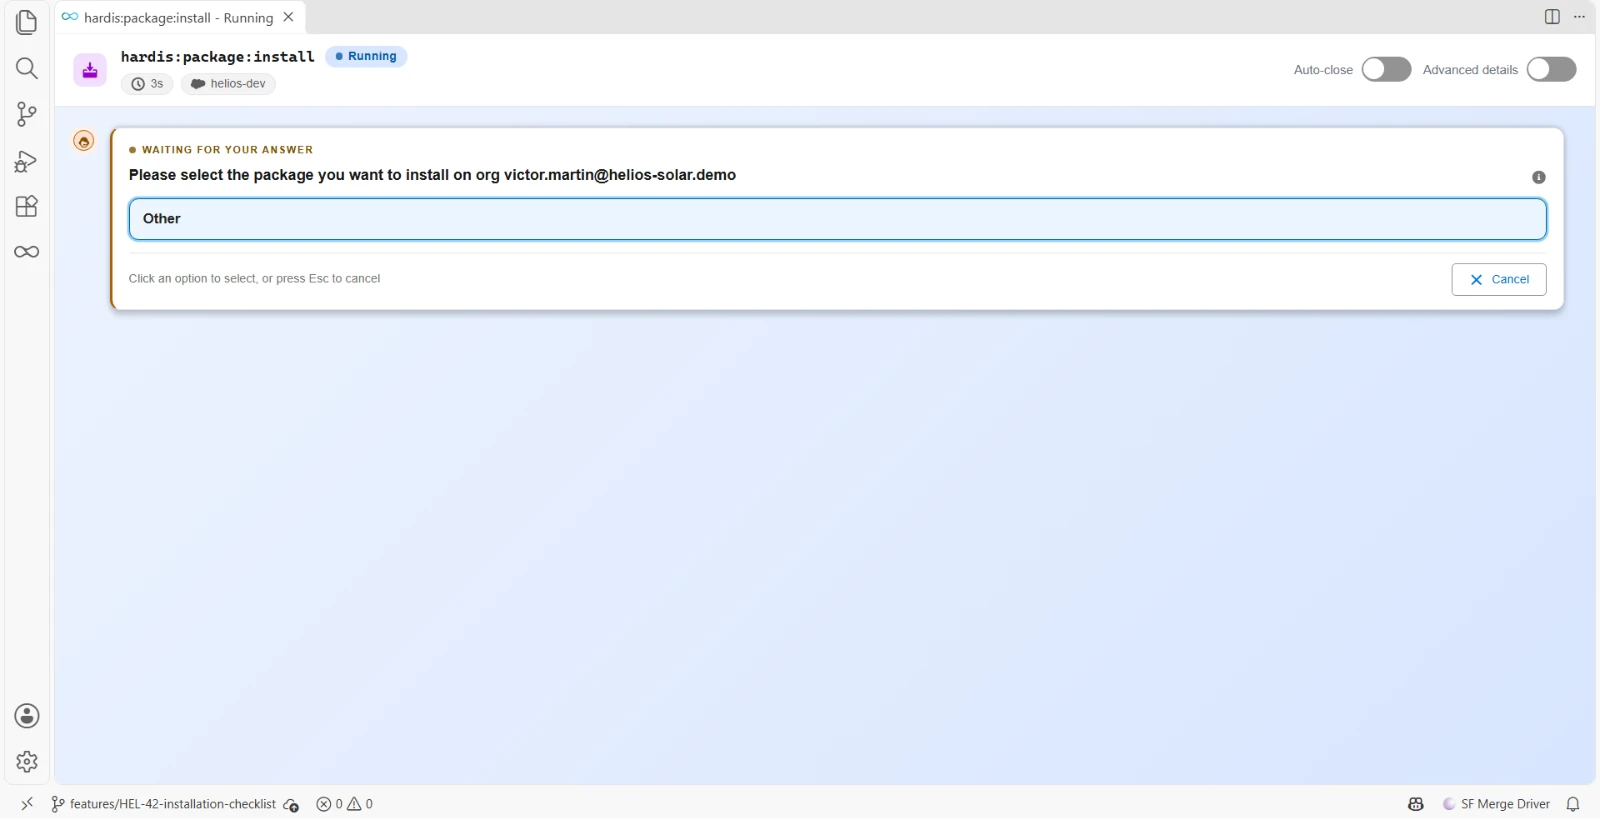 hardis:package:install - Running
hardis:package:install
Running
3s
helios-dev
Auto-close
Advanced details
WAITING FOR YOUR ANSWER
Please select the package you want to install on org victor.martin@helios-solar.demo
Other
Click an option to select, or press Esc to cancel
Cancel
features/HEL-42-installation-checklist
0
0
SF Merge Driver